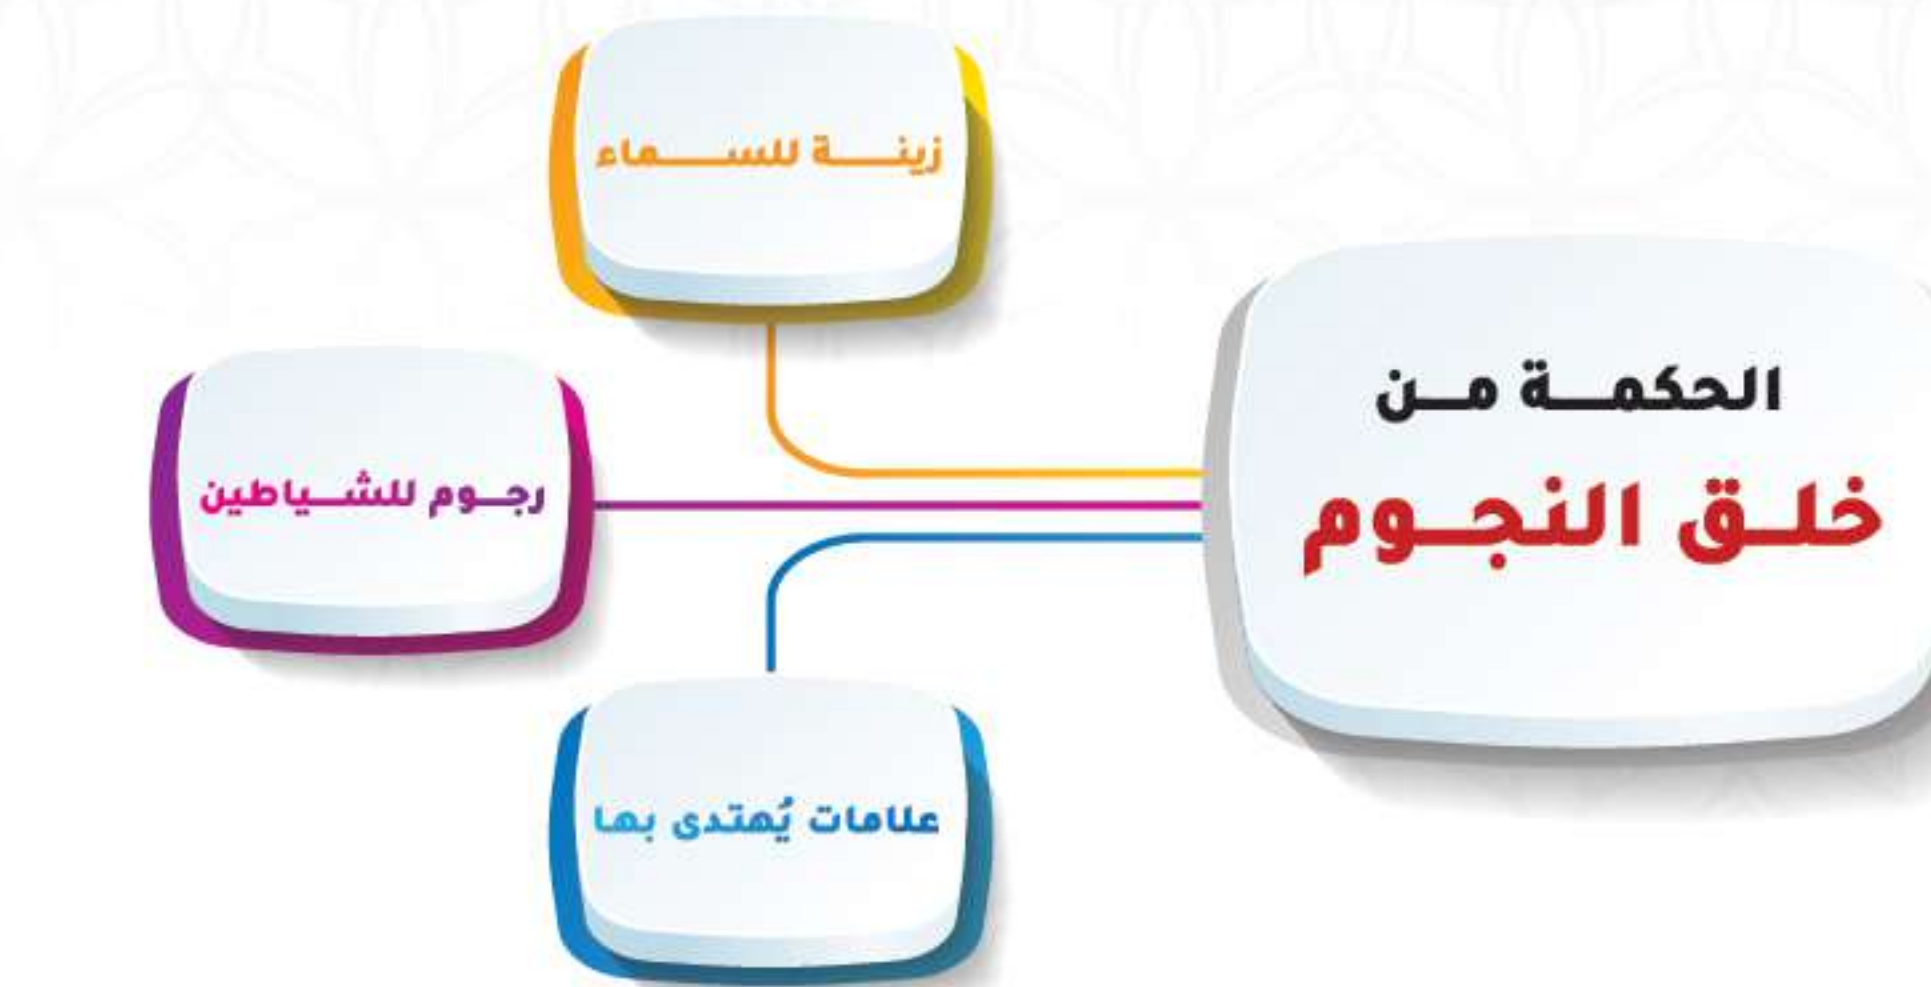 الحكمة من
خلق النجوم
زينة للسماء
رجوم للشياطين
علامات يُهتدى بها